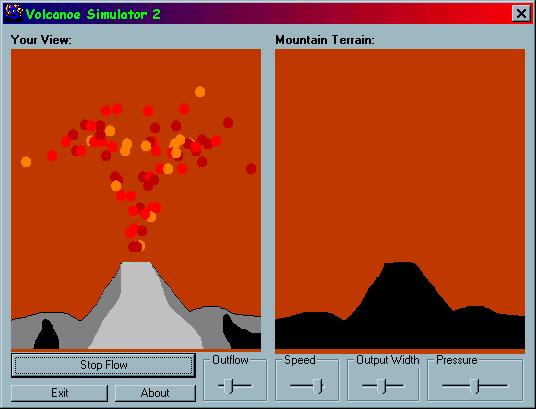 Volcanoe Simulator 2
Your View:
Mountain Terrain:
Stop Flow
Exit
About
Outflow
Speed
Output Width
Pressure